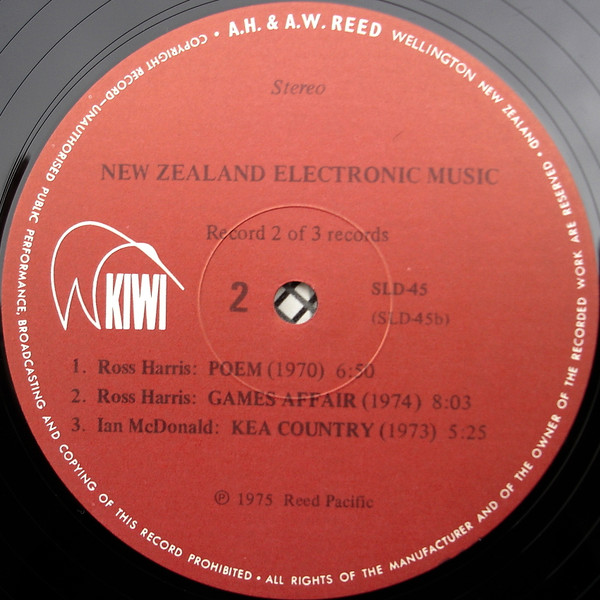 COPYRIGHT RECORD—UNAUTHORISED PUBLIC PERFORMANCE, BROADCASTING AND COPYING OF THIS RECORD PROHIBITED • ALL RIGHTS OF THE MANUFACTURER AND OF THE OWNER OF THE RECORDED WORK ARE RESERVED
• A.H. & A.W. REED WELLINGTON NEW ZEALAND •
Stereo
NEW ZEALAND ELECTRONIC MUSIC
Record 2 of 3 records
KIWI
2
SLD-45
(SLD-45b)
1. Ross Harris: POEM (1970) 6:50
2. Ross Harris: GAMES AFFAIR (1974) 8:03
3. Ian McDonald: KEA COUNTRY (1973) 5:25
℗ 1975 Reed Pacific